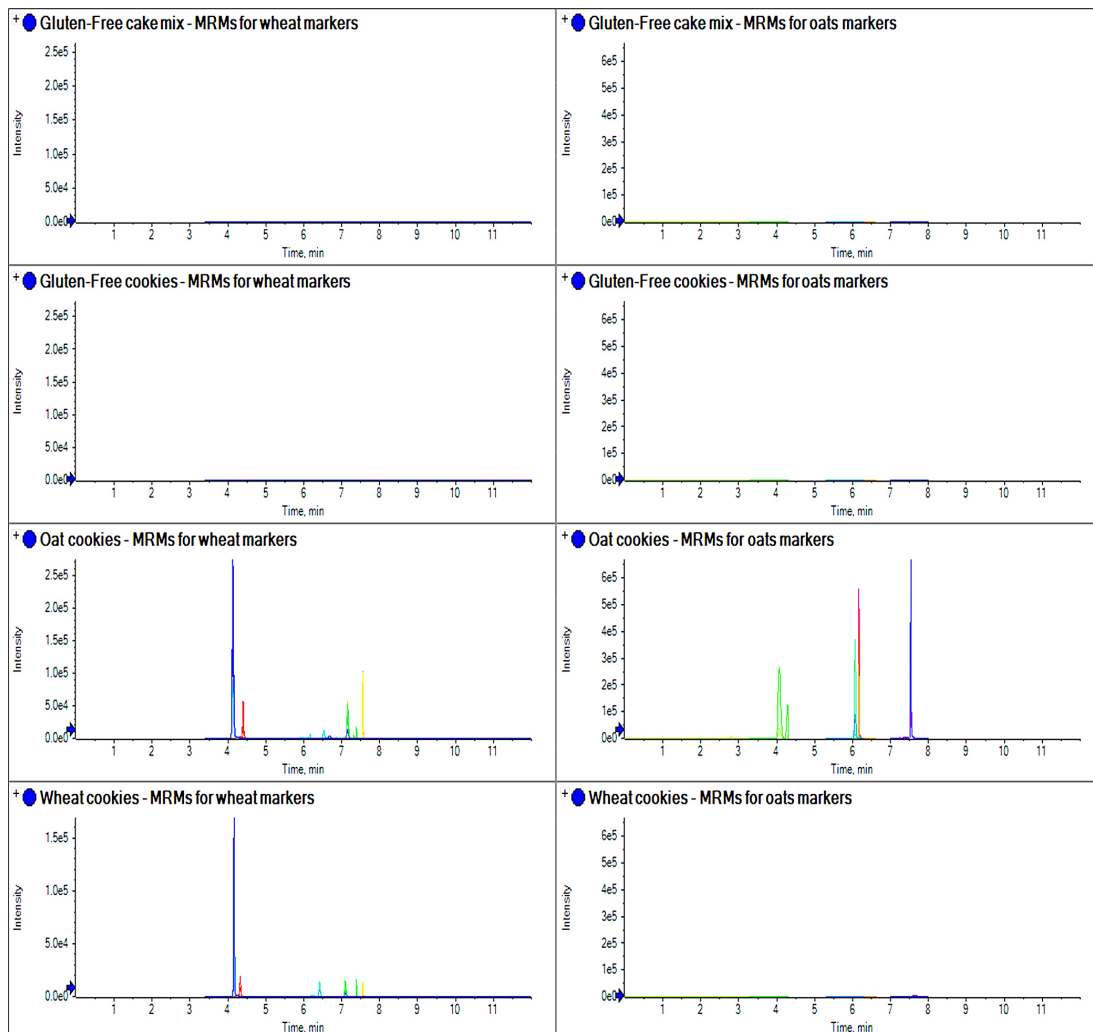 + Gluten-Free cake mix - MRMs for wheat markers
Intensity
2.5e5
2.0e5
1.5e5
1.0e5
5.0e4
0.0e0
1 2 3 4 5 6 7 8 9 10 11
Time, min
+ Gluten-Free cake mix - MRMs for oats markers
Intensity
6e5
5e5
4e5
3e5
2e5
1e5
0e0
1 2 3 4 5 6 7 8 9 10 11
Time, min
+ Gluten-Free cookies - MRMs for wheat markers
Intensity
2.5e5
2.0e5
1.5e5
1.0e5
5.0e4
0.0e0
1 2 3 4 5 6 7 8 9 10 11
Time, min
+ Gluten-Free cookies - MRMs for oats markers
Intensity
6e5
5e5
4e5
3e5
2e5
1e5
0e0
1 2 3 4 5 6 7 8 9 10 11
Time, min
+ Oat cookies - MRMs for wheat markers
Intensity
2.5e5
2.0e5
1.5e5
1.0e5
5.0e4
0.0e0
1 2 3 4 5 6 7 8 9 10 11
Time, min
+ Oat cookies - MRMs for oats markers
Intensity
6e5
5e5
4e5
3e5
2e5
1e5
0e0
1 2 3 4 5 6 7 8 9 10 11
Time, min
+ Wheat cookies - MRMs for wheat markers
Intensity
1.5e5
1.0e5
5.0e4
0.0e0
1 2 3 4 5 6 7 8 9 10 11
Time, min
+ Wheat cookies - MRMs for oats markers
Intensity
6e5
5e5
4e5
3e5
2e5
1e5
0e0
1 2 3 4 5 6 7 8 9 10 11
Time, min